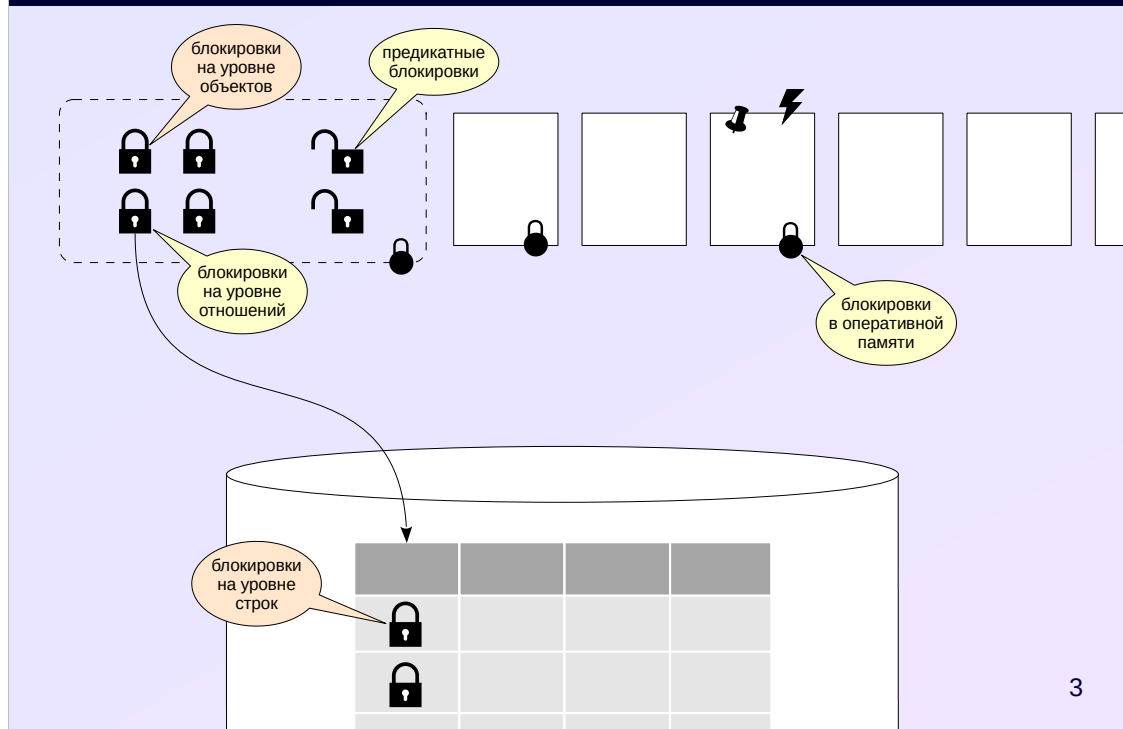 блокировки
на уровне
объектов
предикатные
блокировки
блокировки
на уровне
отношений
блокировки
в оперативной
памяти
блокировки
на уровне
строк
3